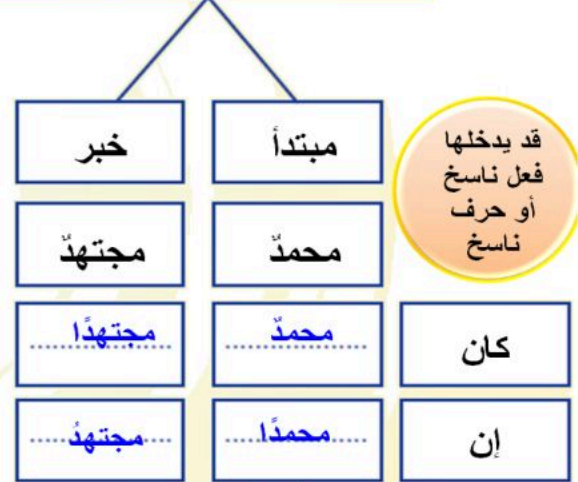 مبتدأ
خبر
قد يدخلها
فعل ناسخ
أو حرف
ناسخ
محمدٌ
مجتهدٌ
كان
محمدٌ
مجتهدًا
إن
محمدًا
مجتهدُ